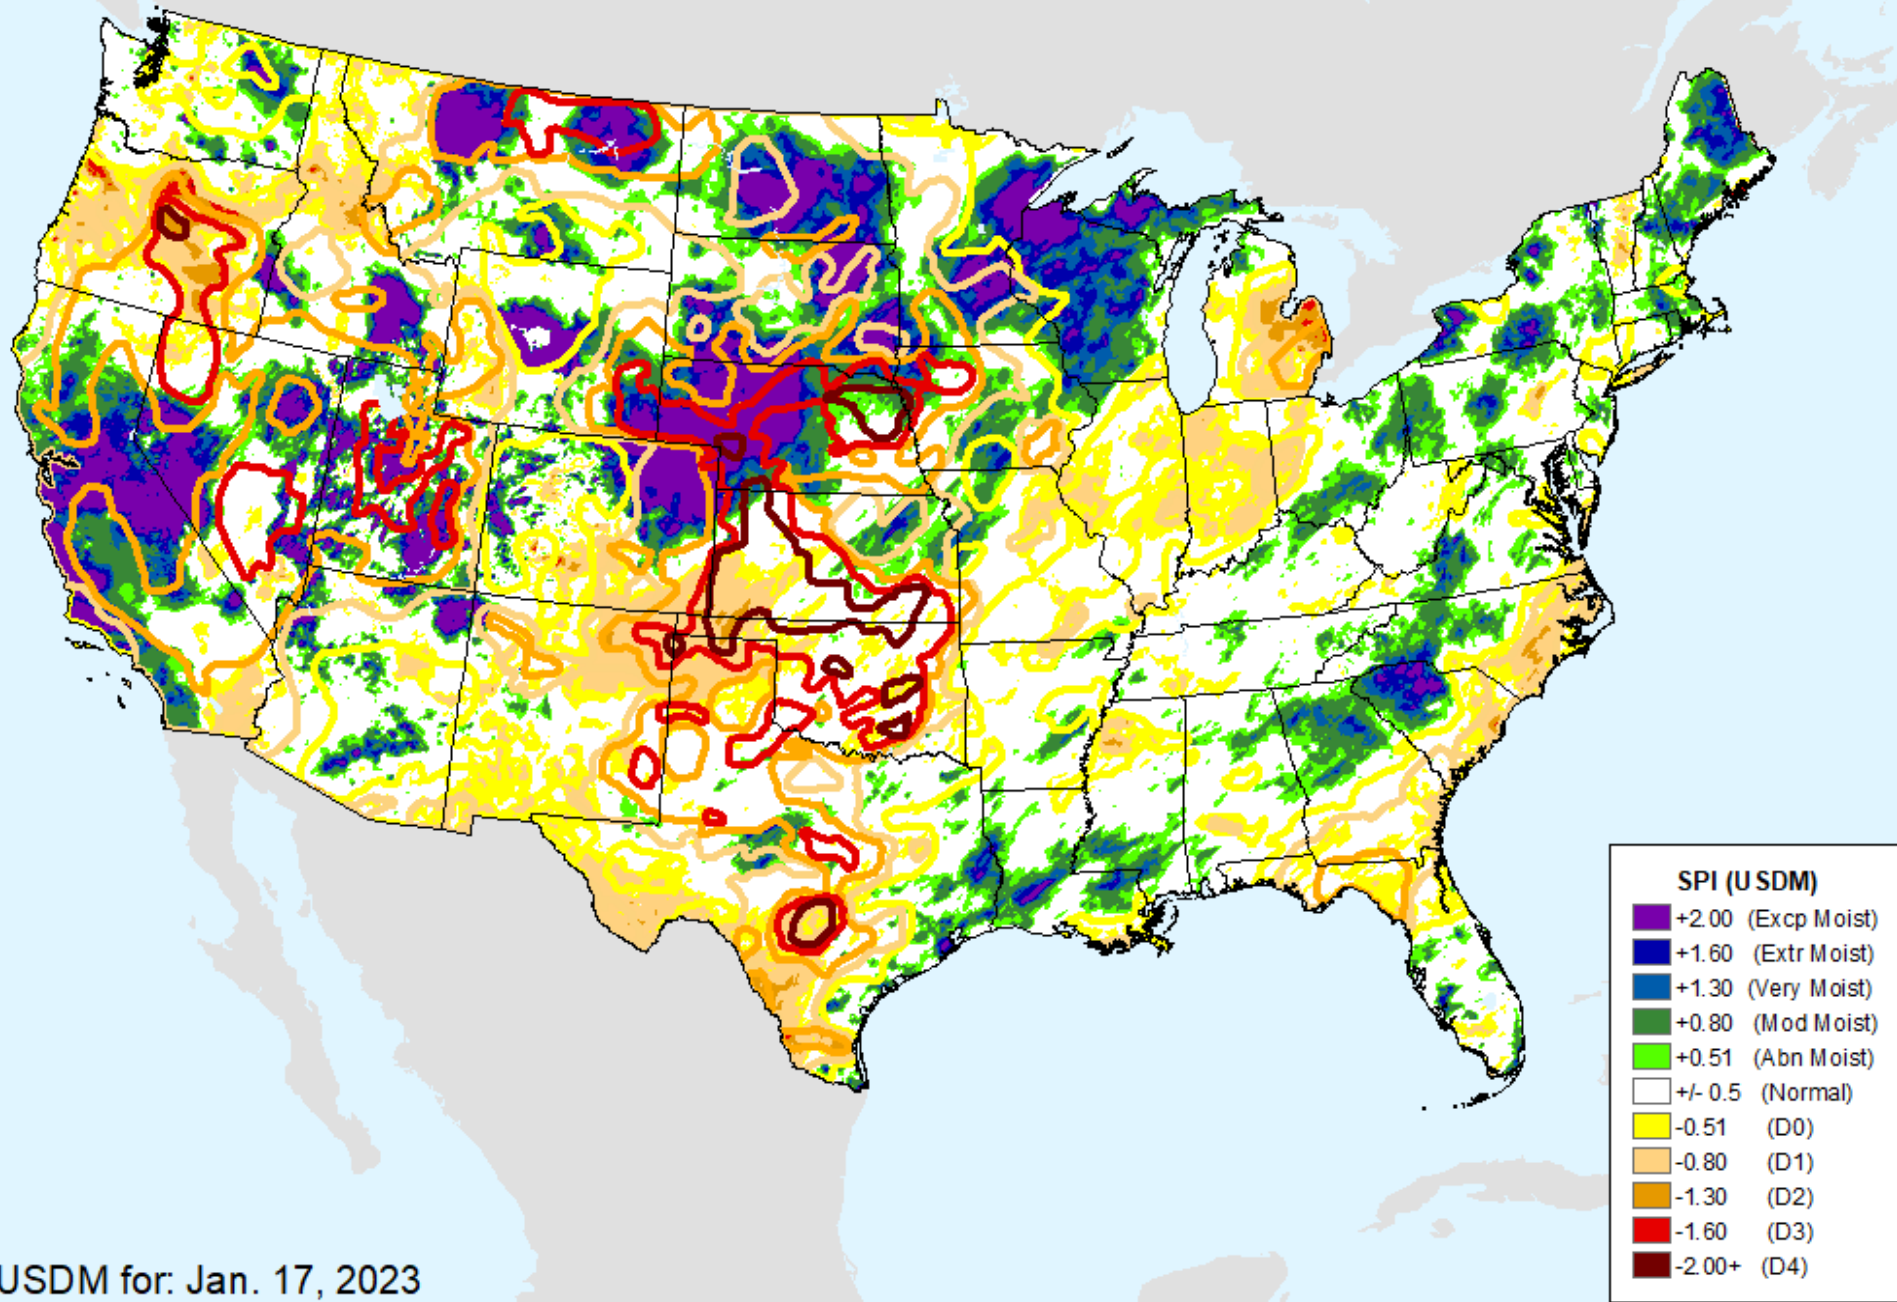 SPI (USDM)
+2.00 (Excp Moist)
+1.60 (Extr Moist)
+1.30 (Very Moist)
+0.80 (Mod Moist)
+0.51 (Abn Moist)
+/- 0.5 (Normal)
-0.51 (D0)
-0.80 (D1)
-1.30 (D2)
-1.60 (D3)
-2.00+ (D4)
USDM for: Jan. 17, 2023